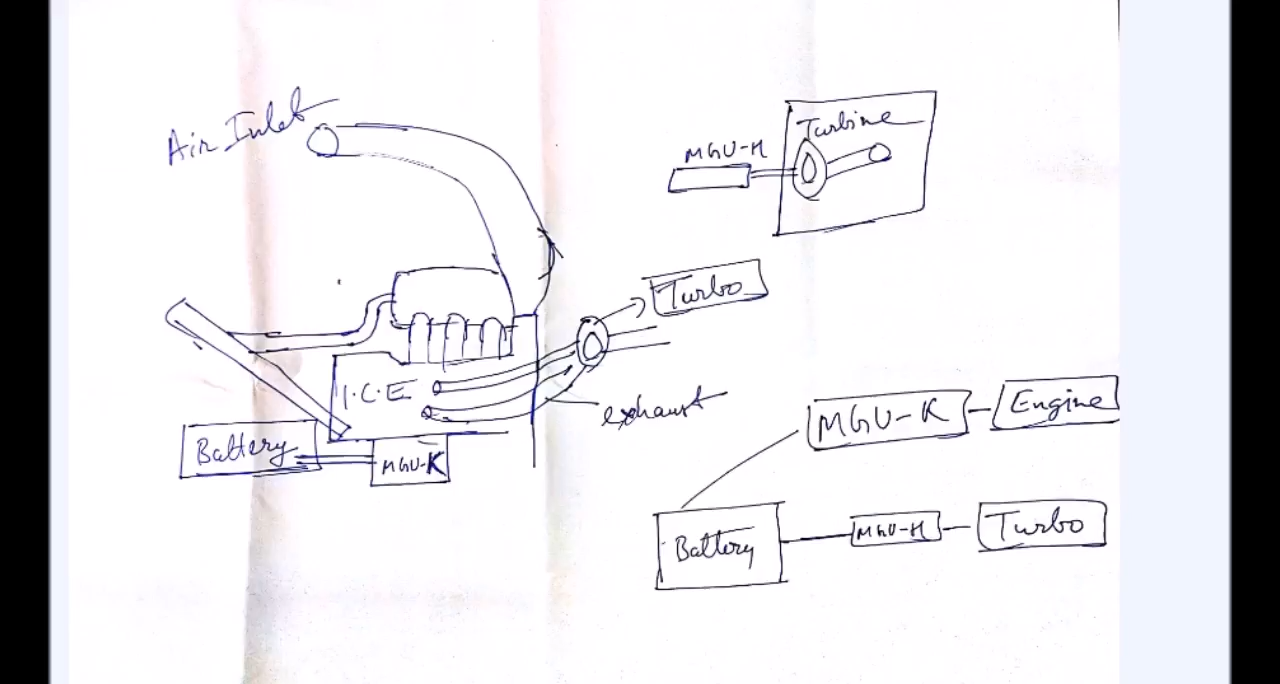 Air Inlet
Turbine
MGU-H
Turbo
I.C.E
exhaust
Battery
MGU-K
MGU-K
Engine
Battery
MGU-H
Turbo